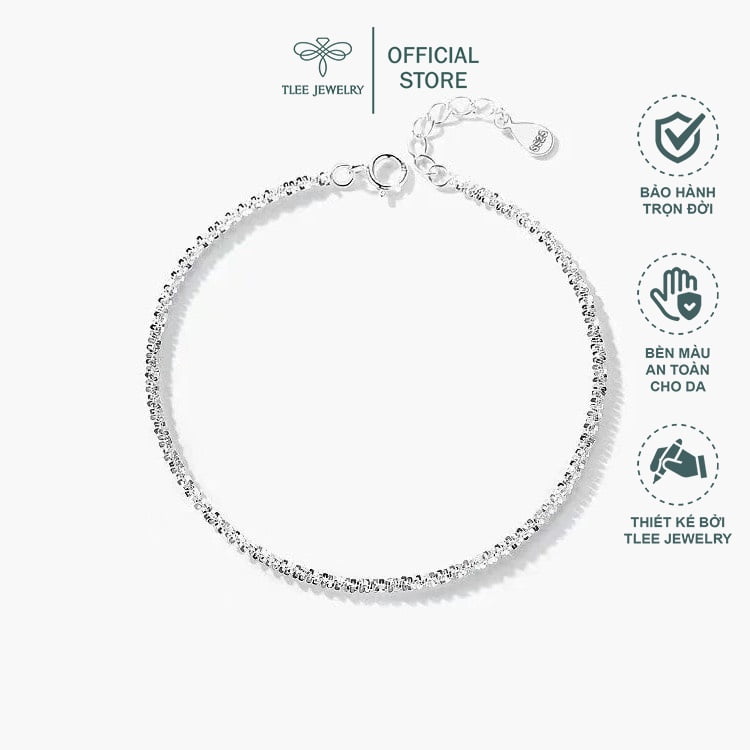 TLEE JEWELRY
OFFICIAL
STORE
S925
BẢO HÀNH
TRỌN ĐỜI
BỀN MÀU
AN TOÀN
CHO DA
THIẾT KẾ BỞI
TLEE JEWELRY